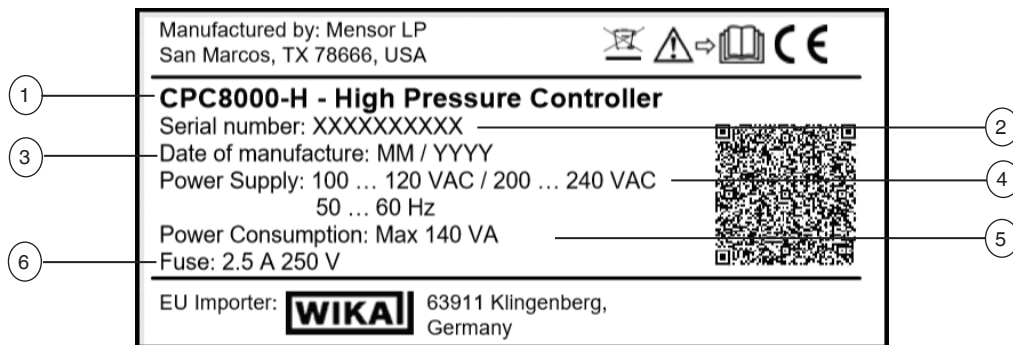 Manufactured by: Mensor LP
San Marcos, TX 78666, USA
CE
1
CPC8000-H - High Pressure Controller
Serial number: XXXXXXXXXX
2
3
Date of manufacture: MM / YYYY
Power Supply: 100 ... 120 VAC / 200 ... 240 VAC
4
50 ... 60 Hz
Power Consumption: Max 140 VA
5
6
Fuse: 2.5 A 250 V
EU Importer:
WIKA
63911 Klingenberg,
Germany